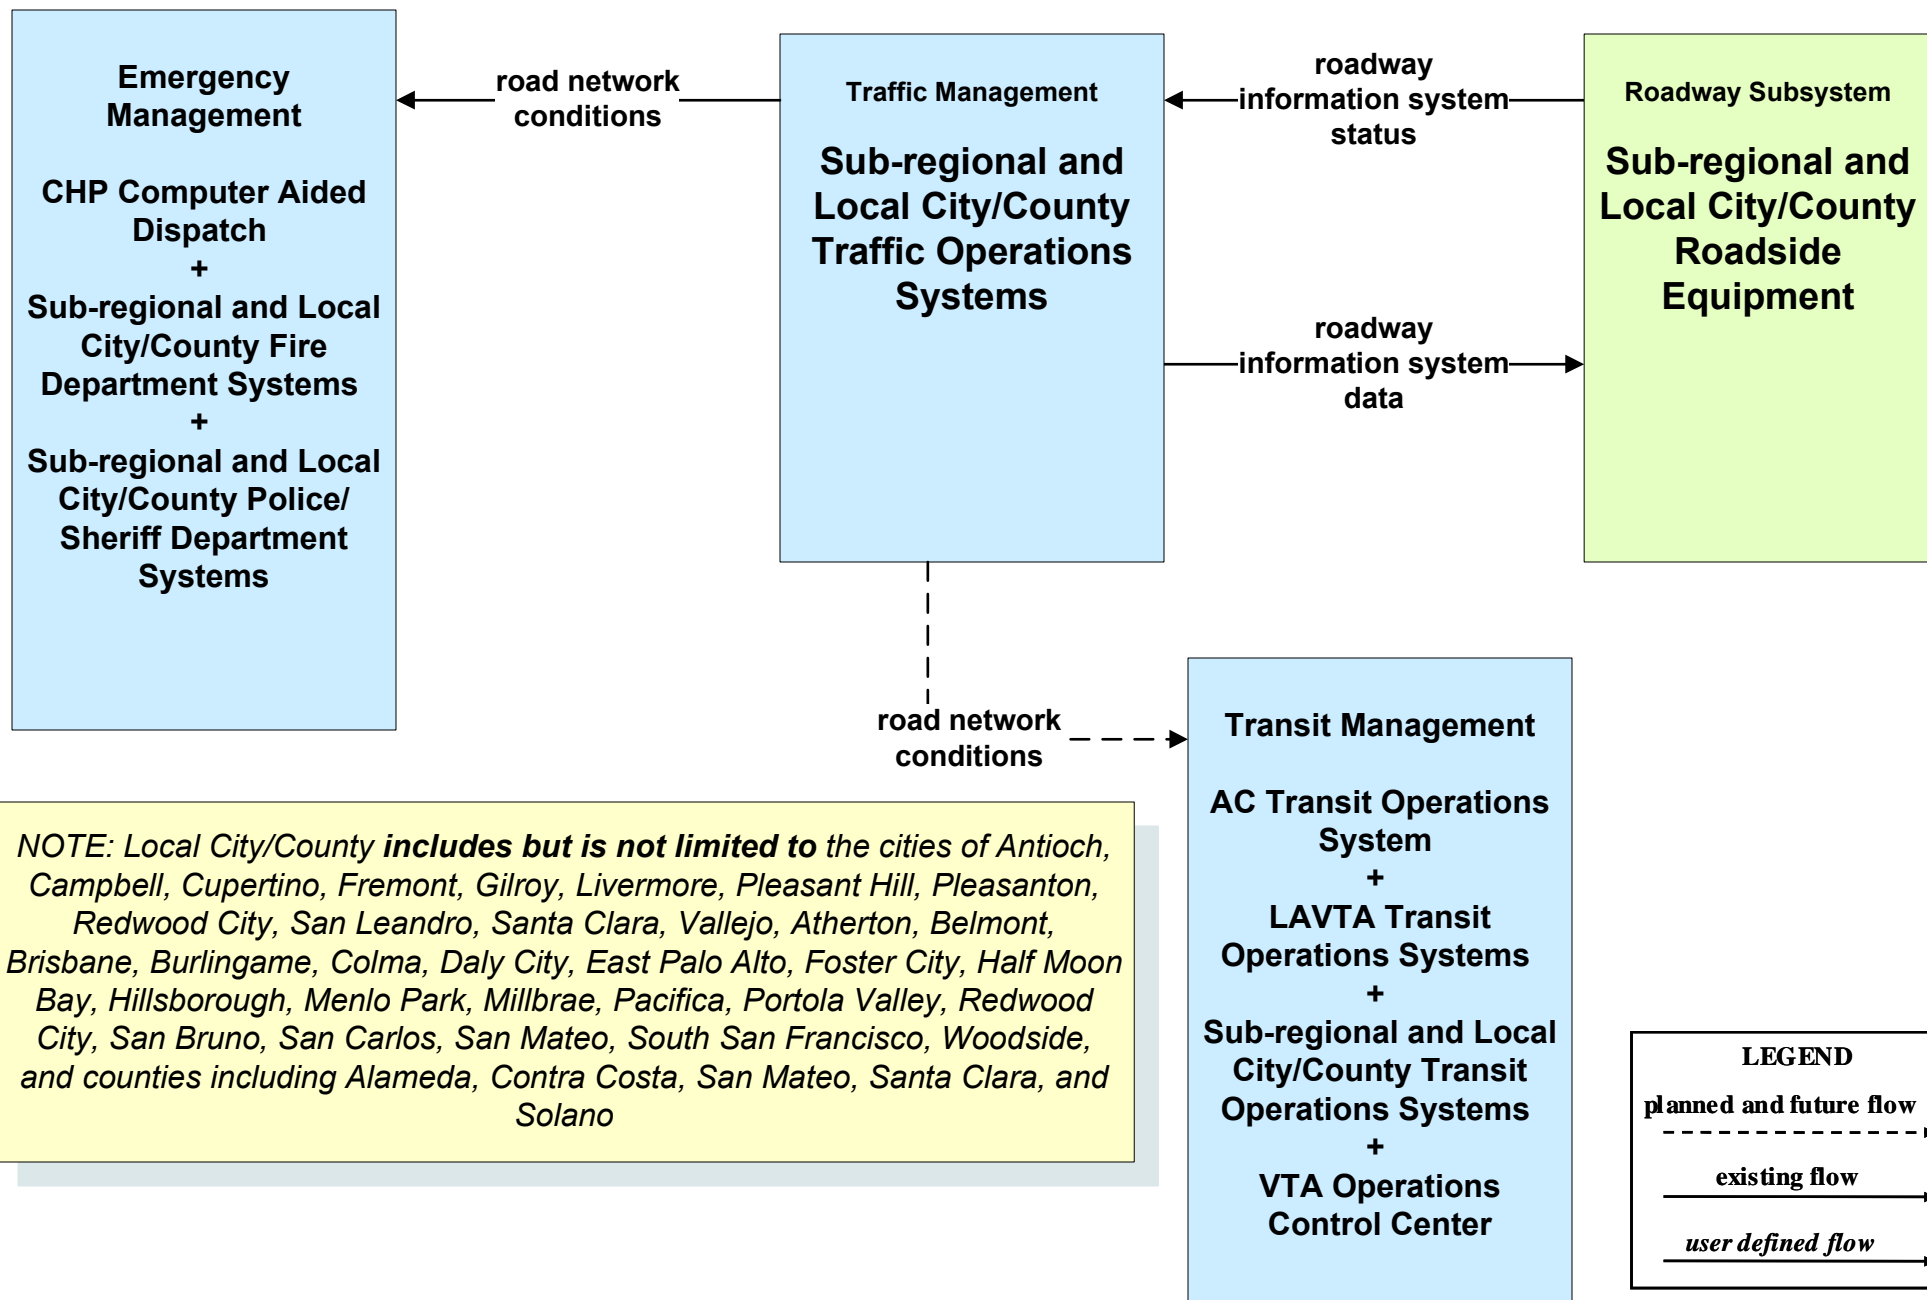 Emergency
Management
CHP Computer Aided
Dispatch
+
Sub-regional and Local
City/County Fire
Department Systems
+
Sub-regional and Local
City/County Police/
Sheriff Department
Systems
road network
conditions
Traffic Management
Sub-regional and
Local City/County
Traffic Operations
Systems
roadway
information system
status
roadway
information system
data
Roadway Subsystem
Sub-regional and
Local City/County
Roadside
Equipment
road network
conditions
Transit Management
AC Transit Operations
System
+
LAVTA Transit
Operations Systems
+
Sub-regional and Local
City/County Transit
Operations Systems
+
VTA Operations
Control Center
NOTE: Local City/County includes but is not limited to the cities of Antioch,
Campbell, Cupertino, Fremont, Gilroy, Livermore, Pleasant Hill, Pleasanton,
Redwood City, San Leandro, Santa Clara, Vallejo, Atherton, Belmont,
Brisbane, Burlingame, Colma, Daly City, East Palo Alto, Foster City, Half Moon
Bay, Hillsborough, Menlo Park, Millbrae, Pacifica, Portola Valley, Redwood
City, San Bruno, San Carlos, San Mateo, South San Francisco, Woodside,
and counties including Alameda, Contra Costa, San Mateo, Santa Clara, and
Solano
LEGEND
planned and future flow
existing flow
user defined flow